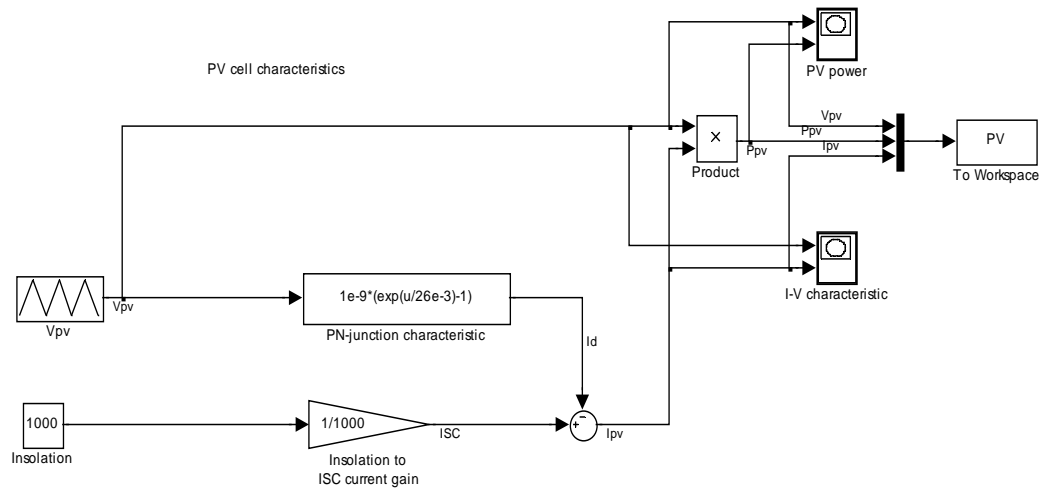 PV cell characteristics
PV power
Vpv
Ppv
Ipv
×
Ppv
Product
PV
To Workspace
I-V characteristic
Vpv
Vpv
1e-9*(exp(u/26e-3)-1)
PN-junction characteristic
Id
1000
Insolation
1/1000
ISC
Insolation to
ISC current gain
+
−
Ipv